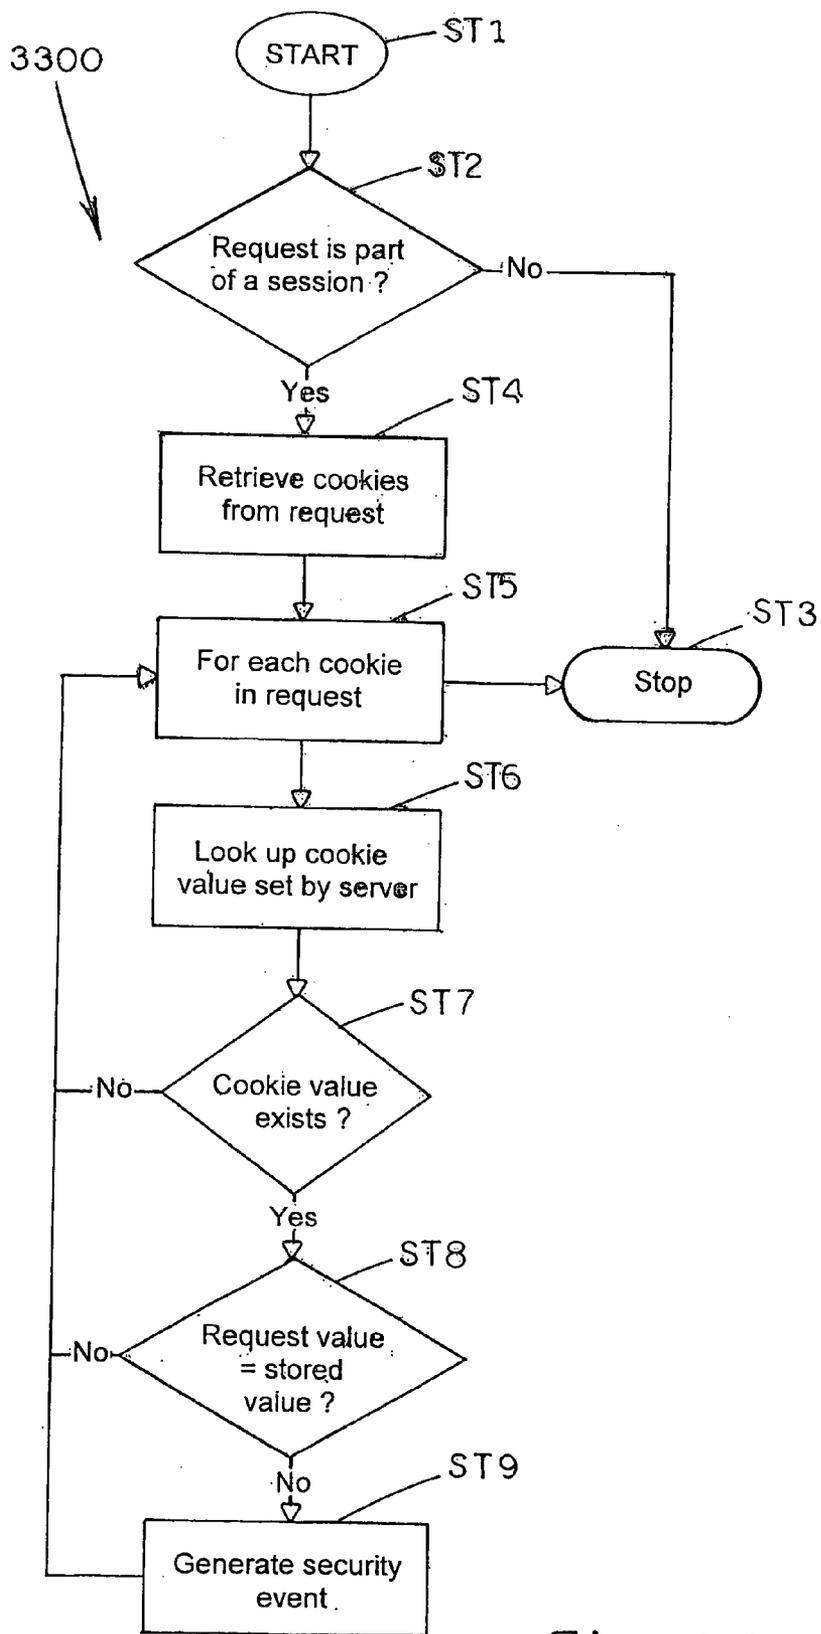 START
ST1
3300
ST2
Request is part
of a session ?
No
Yes
ST4
Retrieve cookies
from request
ST5
For each cookie
in request
ST3
Stop
ST6
Look up cookie
value set by server
ST7
Cookie value
exists ?
No
Yes
ST8
Request value
= stored
value ?
No
No
ST9
Generate security
event